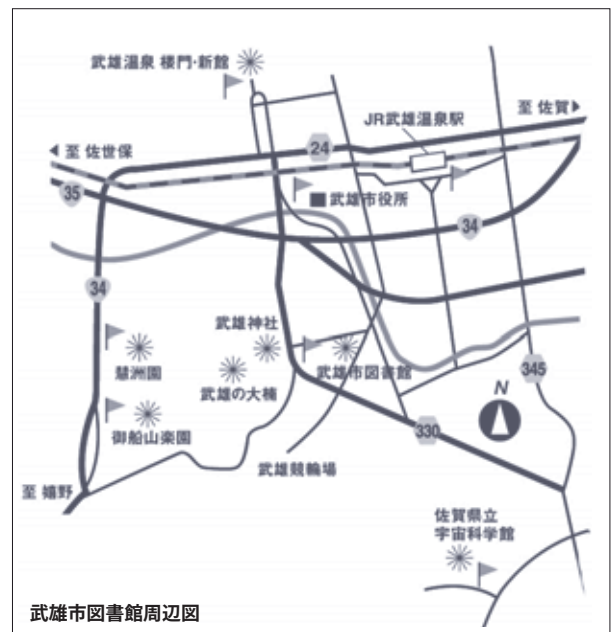 武雄温泉 楼門・新館
至 佐賀▶
JR武雄温泉駅
◀至 佐世保
24
35
武雄市役所
34
34
武雄神社
慧洲園
武雄の大楠
武雄市図書館
345
N
御船山楽園
330
武雄競輪場
至 嬉野
佐賀県立
宇宙科学館
武雄市図書館周辺図